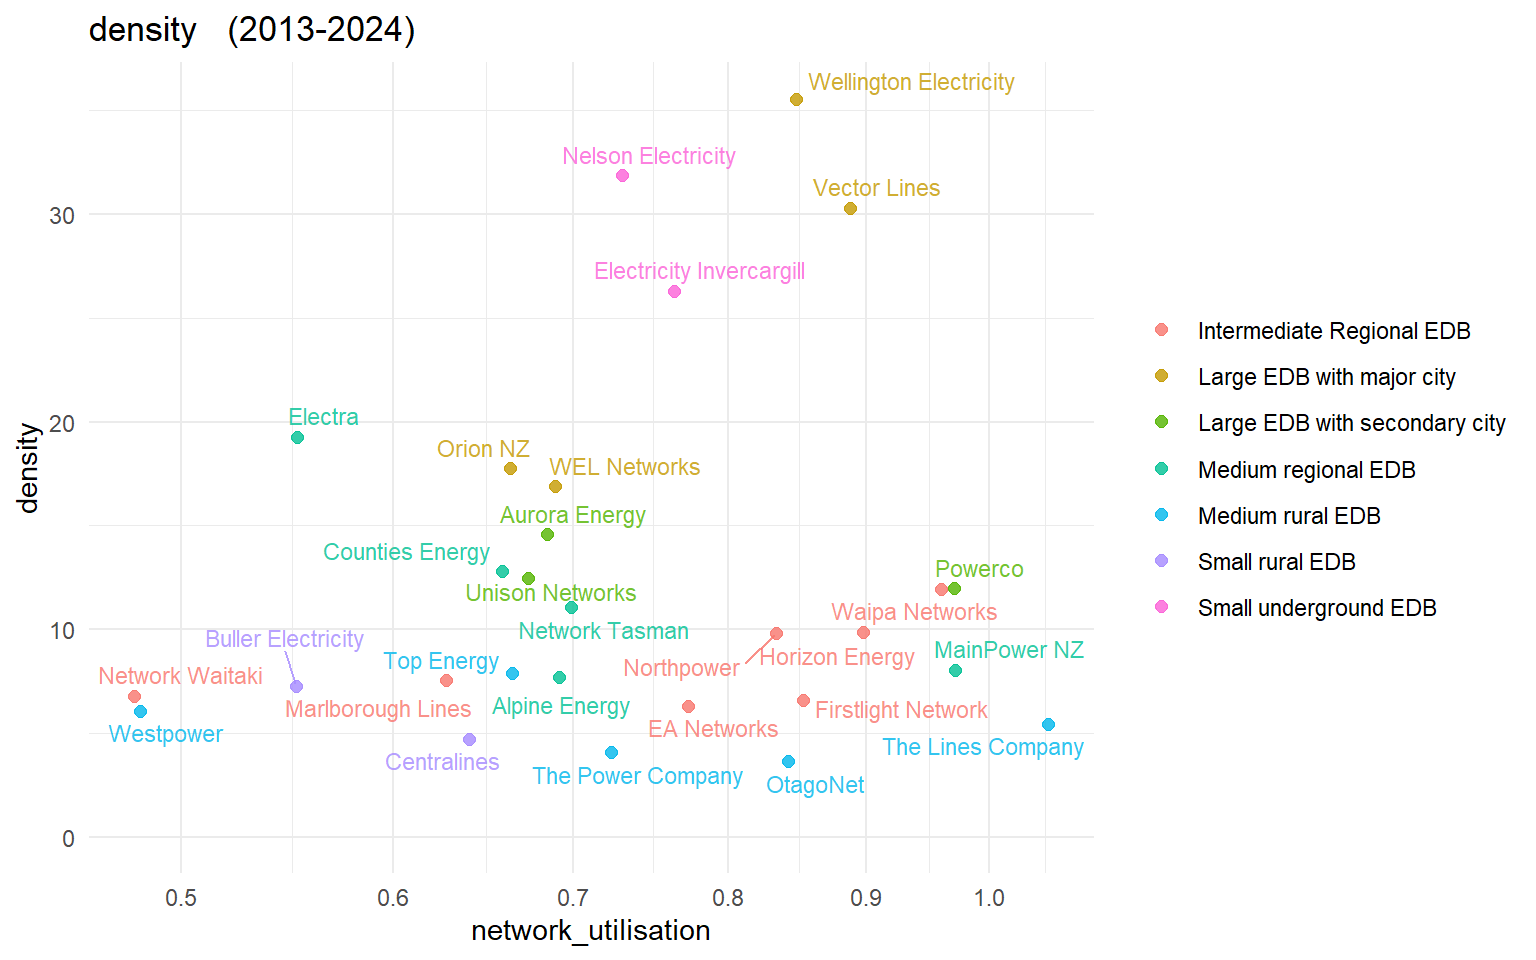 density   (2013-2024)
Wellington Electricity
Nelson Electricity
Vector Lines
Electricity Invercargill
Electra
Orion NZ
WEL Networks
Aurora Energy
Counties Energy
Unison Networks
Powerco
Waipa Networks
Network Tasman
Buller Electricity
Top Energy
Northpower
Horizon Energy
MainPower NZ
Network Waitaki
Marlborough Lines
Alpine Energy
EA Networks
Firstlight Network
Westpower
Centralines
The Power Company
OtagoNet
The Lines Company
30
20
10
0
density
0.5 0.6 0.7 0.8 0.9 1.0
network_utilisation
Intermediate Regional EDB
Large EDB with major city
Large EDB with secondary city
Medium regional EDB
Medium rural EDB
Small rural EDB
Small underground EDB